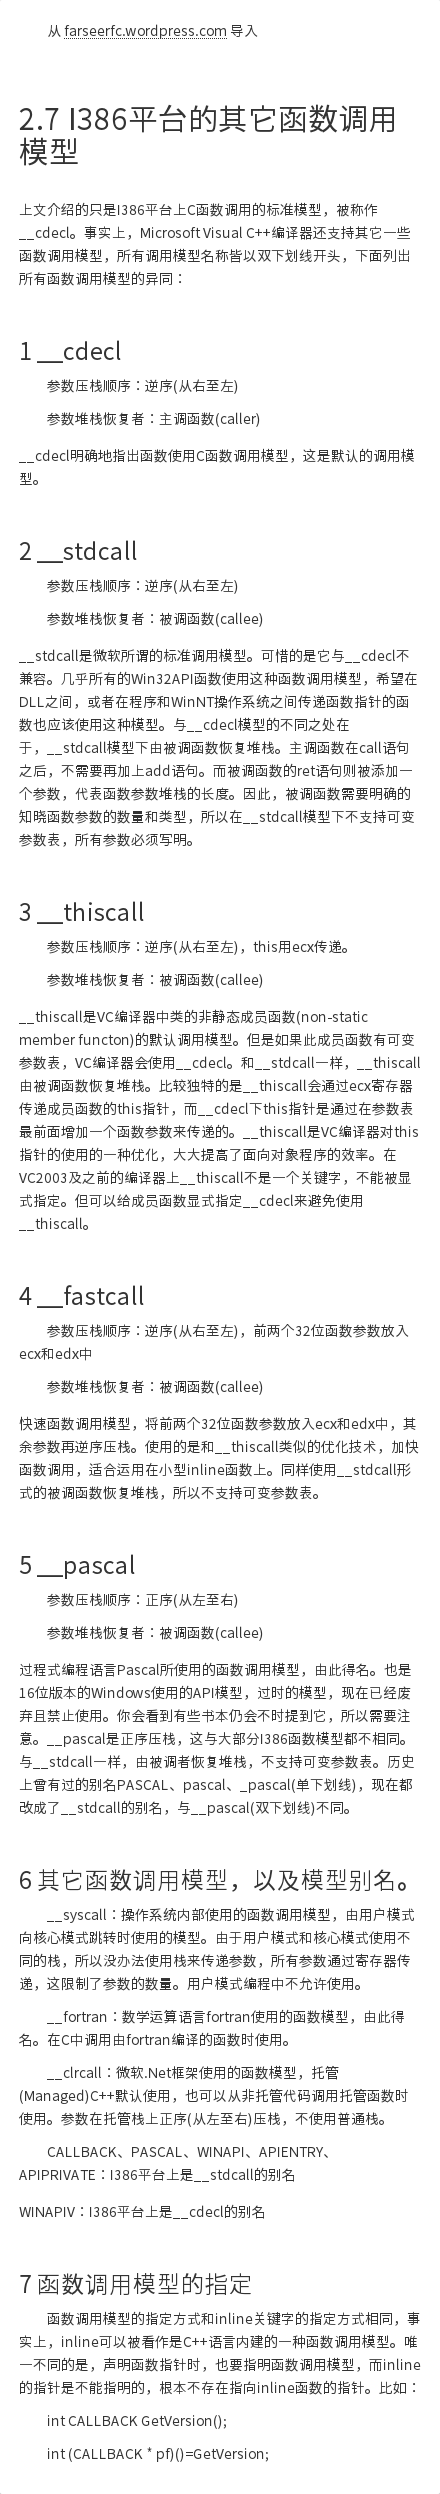 从 farseerfc.wordpress.com 导入
2.7 I386平台的其它函数调用
模型
上文介绍的只是I386平台上C函数调用的标准模型，被称作
__cdecl。事实上，Microsoft Visual C++编译器还支持其它一些
函数调用模型，所有调用模型名称皆以双下划线开头，下面列出
所有函数调用模型的异同：
1 __cdecl
参数压栈顺序：逆序(从右至左)
参数堆栈恢复者：主调函数(caller)
__cdecl明确地指出函数使用C函数调用模型，这是默认的调用模
型。
2 __stdcall
参数压栈顺序：逆序(从右至左)
参数堆栈恢复者：被调函数(callee)
__stdcall是微软所谓的标准调用模型。可惜的是它与__cdecl不
兼容。几乎所有的Win32API函数使用这种函数调用模型，希望在
DLL之间，或者在程序和WinNT操作系统之间传递函数指针的函
数也应该使用这种模型。与__cdecl模型的不同之处在
于，__stdcall模型下由被调函数恢复堆栈。主调函数在call语句
之后，不需要再加上add语句。而被调函数的ret语句则被添加一
个参数，代表函数参数堆栈的长度。因此，被调函数需要明确的
知晓函数参数的数量和类型，所以在__stdcall模型下不支持可变
参数表，所有参数必须写明。
3 __thiscall
参数压栈顺序：逆序(从右至左)，this用ecx传递。
参数堆栈恢复者：被调函数(callee)
__thiscall是VC编译器中类的非静态成员函数(non-static
member functon)的默认调用模型。但是如果此成员函数有可变
参数表，VC编译器会使用__cdecl。和__stdcall一样，__thiscall
由被调函数恢复堆栈。比较独特的是__thiscall会通过ecx寄存器
传递成员函数的this指针，而__cdecl下this指针是通过在参数表
最前面增加一个函数参数来传递的。__thiscall是VC编译器对this
指针的使用的一种优化，大大提高了面向对象程序的效率。在
VC2003及之前的编译器上__thiscall不是一个关键字，不能被显
式指定。但可以给成员函数显式指定__cdecl来避免使用
__thiscall。
4 __fastcall
参数压栈顺序：逆序(从右至左)，前两个32位函数参数放入
ecx和edx中
参数堆栈恢复者：被调函数(callee)
快速函数调用模型，将前两个32位函数参数放入ecx和edx中，其
余参数再逆序压栈。使用的是和__thiscall类似的优化技术，加快
函数调用，适合运用在小型inline函数上。同样使用__stdcall形
式的被调函数恢复堆栈，所以不支持可变参数表。
5 __pascal
参数压栈顺序：正序(从左至右)
参数堆栈恢复者：被调函数(callee)
过程式编程语言Pascal所使用的函数调用模型，由此得名。也是
16位版本的Windows使用的API模型，过时的模型，现在已经废
弃且禁止使用。你会看到有些书本仍会不时提到它，所以需要注
意。__pascal是正序压栈，这与大部分I386函数模型都不相同。
与__stdcall一样，由被调者恢复堆栈，不支持可变参数表。历史
上曾有过的别名PASCAL、pascal、_pascal(单下划线)，现在都
改成了__stdcall的别名，与__pascal(双下划线)不同。
6 其它函数调用模型，以及模型别名。
__syscall：操作系统内部使用的函数调用模型，由用户模式
向核心模式跳转时使用的模型。由于用户模式和核心模式使用不
同的栈，所以没办法使用栈来传递参数，所有参数通过寄存器传
递，这限制了参数的数量。用户模式编程中不允许使用。
__fortran：数学运算语言fortran使用的函数模型，由此得
名。在C中调用由fortran编译的函数时使用。
__clrcall：微软.Net框架使用的函数模型，托管
(Managed)C++默认使用，也可以从非托管代码调用托管函数时
使用。参数在托管栈上正序(从左至右)压栈，不使用普通栈。
CALLBACK、PASCAL、WINAPI、APIENTRY、
APIPRIVATE：I386平台上是__stdcall的别名
WINAPIV：I386平台上是__cdecl的别名
7 函数调用模型的指定
函数调用模型的指定方式和inline关键字的指定方式相同，事
实上，inline可以被看作是C++语言内建的一种函数调用模型。唯
一不同的是，声明函数指针时，也要指明函数调用模型，而inline
的指针是不能指明的，根本不存在指向inline函数的指针。比如：
int CALLBACK GetVersion();
int (CALLBACK * pf)()=GetVersion;